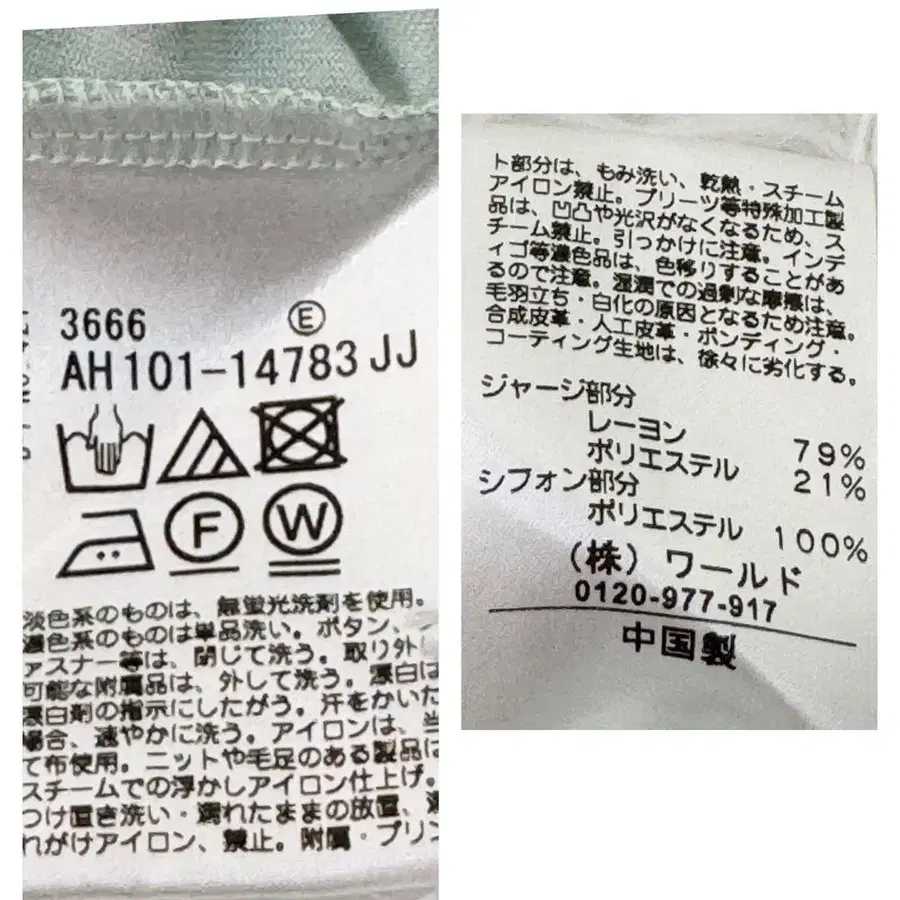 3666 Ⓔ
AH101-14783 JJ
F W
淡色系のものは、無蛍光洗剤を使用。
濃色系のものは単品洗い。ボタン、
ァスナー等は、閉じて洗う。取り外し
可能な附属品は、外して洗う。漂白は
漂白剤の指示にしたがう。汗をかいた
場合、速やかに洗う。アイロンは、当
て布使用。ニットや毛足のある製品は
スチームでの浮かしアイロン仕上げ。
つけ置き洗い・濡れたままの放置、
れがけアイロン、禁止。附属・プリン
ト部分は、もみ洗い、乾熱・スチーム
アイロン禁止。プリーツ等特殊加工製
品は、凹凸や光沢がなくなるため、ス
チーム禁止。引っかけに注意。インデ
ィゴ等濃色品は、色移りすることがあ
るので注意。湿潤での過剰な摩擦は、
毛羽立ち・白化の原因となるため注意。
合成皮革・人工皮革・ボンディング・
コーティング生地は、徐々に劣化する。
ジャージ部分
レーヨン 79%
ポリエステル 21%
シフォン部分
ポリエステル 100%
(株)ワールド
0120-977-917
中国製